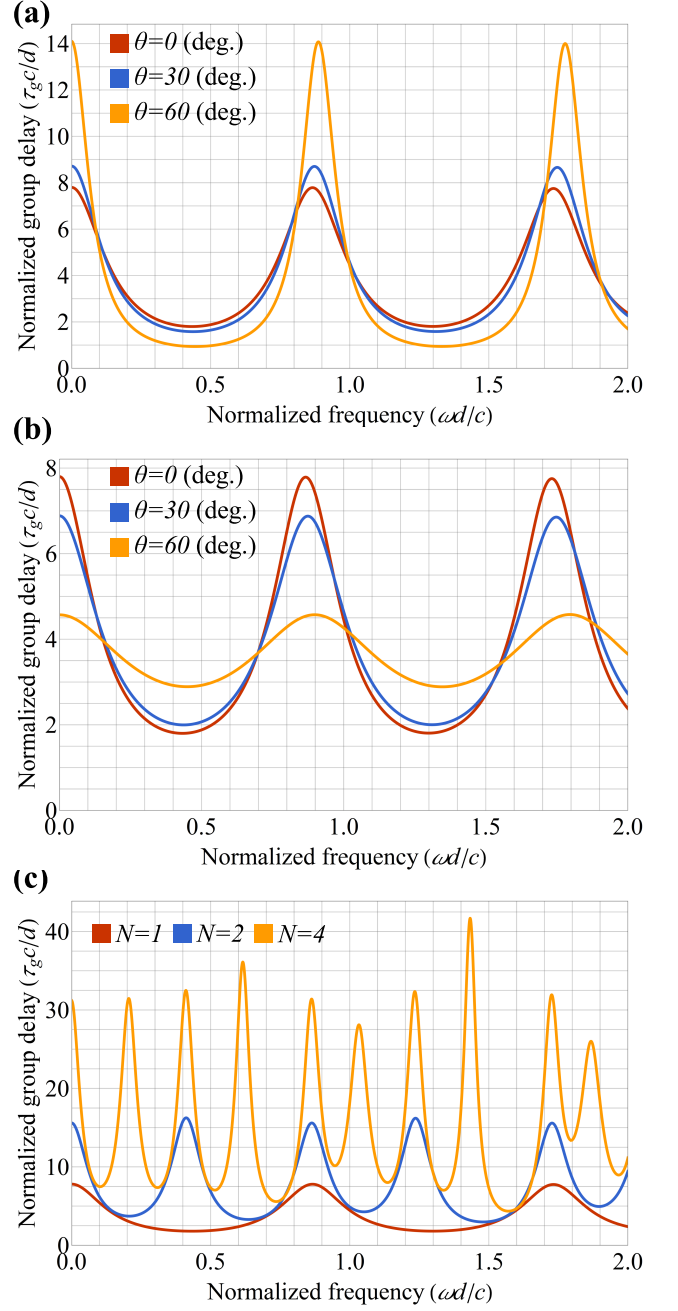 (a)
Normalized group delay (τgc/d)
14
12
10
8
6
4
2
0
θ=0 (deg.)
θ=30 (deg.)
θ=60 (deg.)
0.0 0.5 1.0 1.5 2.0
Normalized frequency (ωd/c)
(b)
Normalized group delay (τgc/d)
8
6
4
2
0
θ=0 (deg.)
θ=30 (deg.)
θ=60 (deg.)
0.0 0.5 1.0 1.5 2.0
Normalized frequency (ωd/c)
(c)
Normalized group delay (τgc/d)
40
30
20
10
0
N=1 N=2 N=4
0.0 0.5 1.0 1.5 2.0
Normalized frequency (ωd/c)